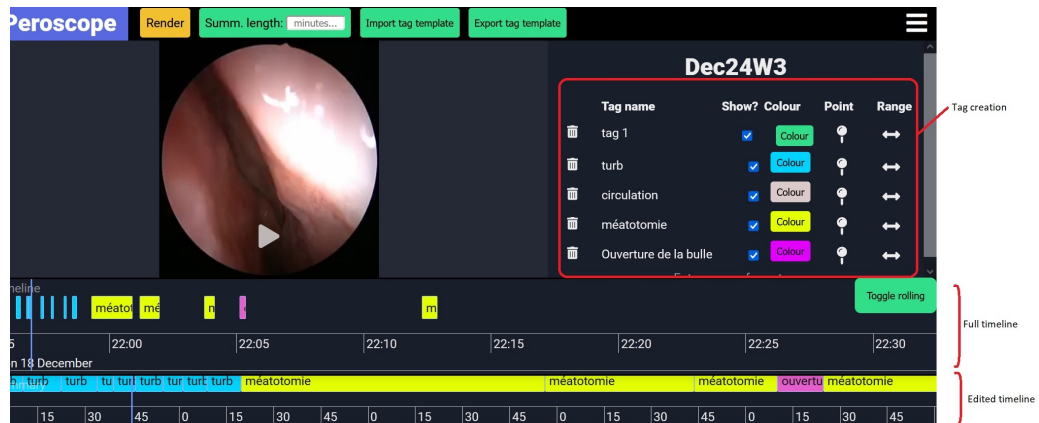 Peroscope
Render
Summ. length: minutes...
Import tag template
Export tag template
Dec24W3
Tag name Show? Colour Point Range
tag 1 Colour
turb Colour
circulation Colour
méatotomie Colour
Ouverture de la bulle Colour
Tag creation
Toggle rolling
meline
méatot mé n m
22:00 22:05 22:10 22:15 22:20 22:25 22:30
n 18 December
Full timeline
turb turb tu tur turb tur turb turb méatotomie méatotomie méatotomie ouvertu méatotomie
15 30 45 0 15 30 45 0 15 30 45 0 15 30 45 0 15 30 45
Edited timeline